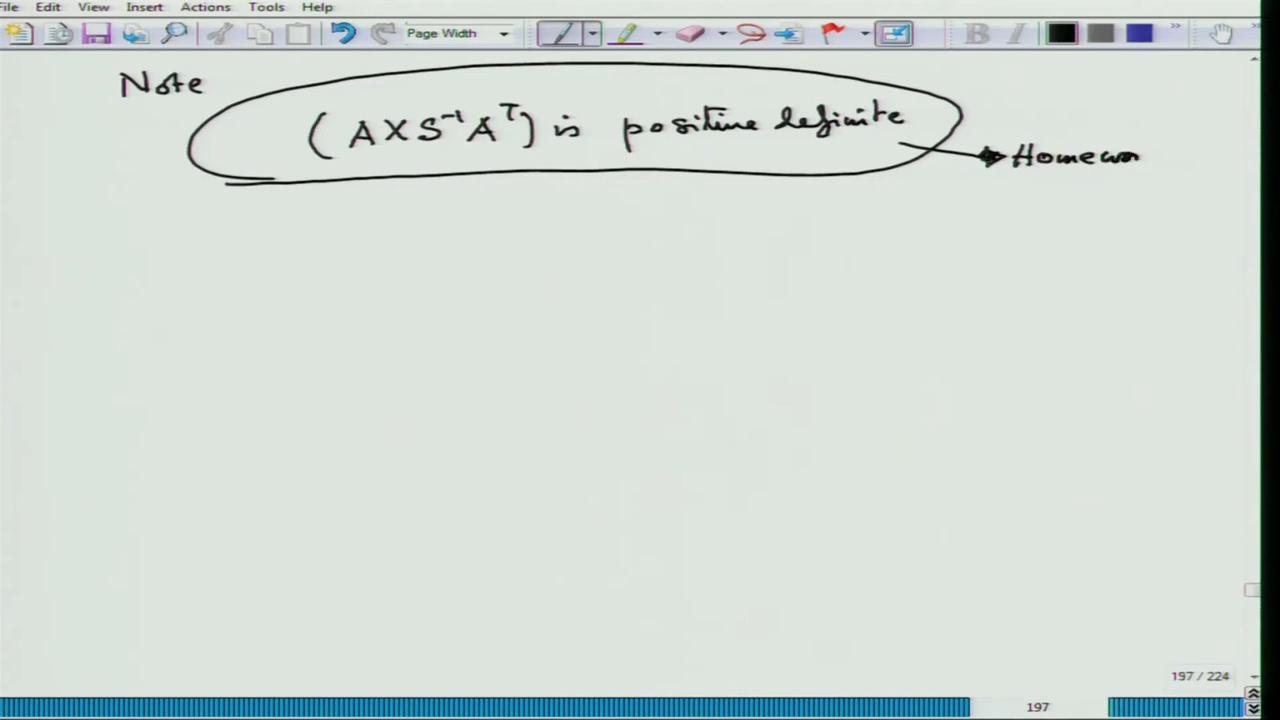 File Edit View Insert Actions Tools Help
Page Width
B I
Note
(AXS⁻¹Aᵀ) is positive definite
Homewor
197 / 224
197